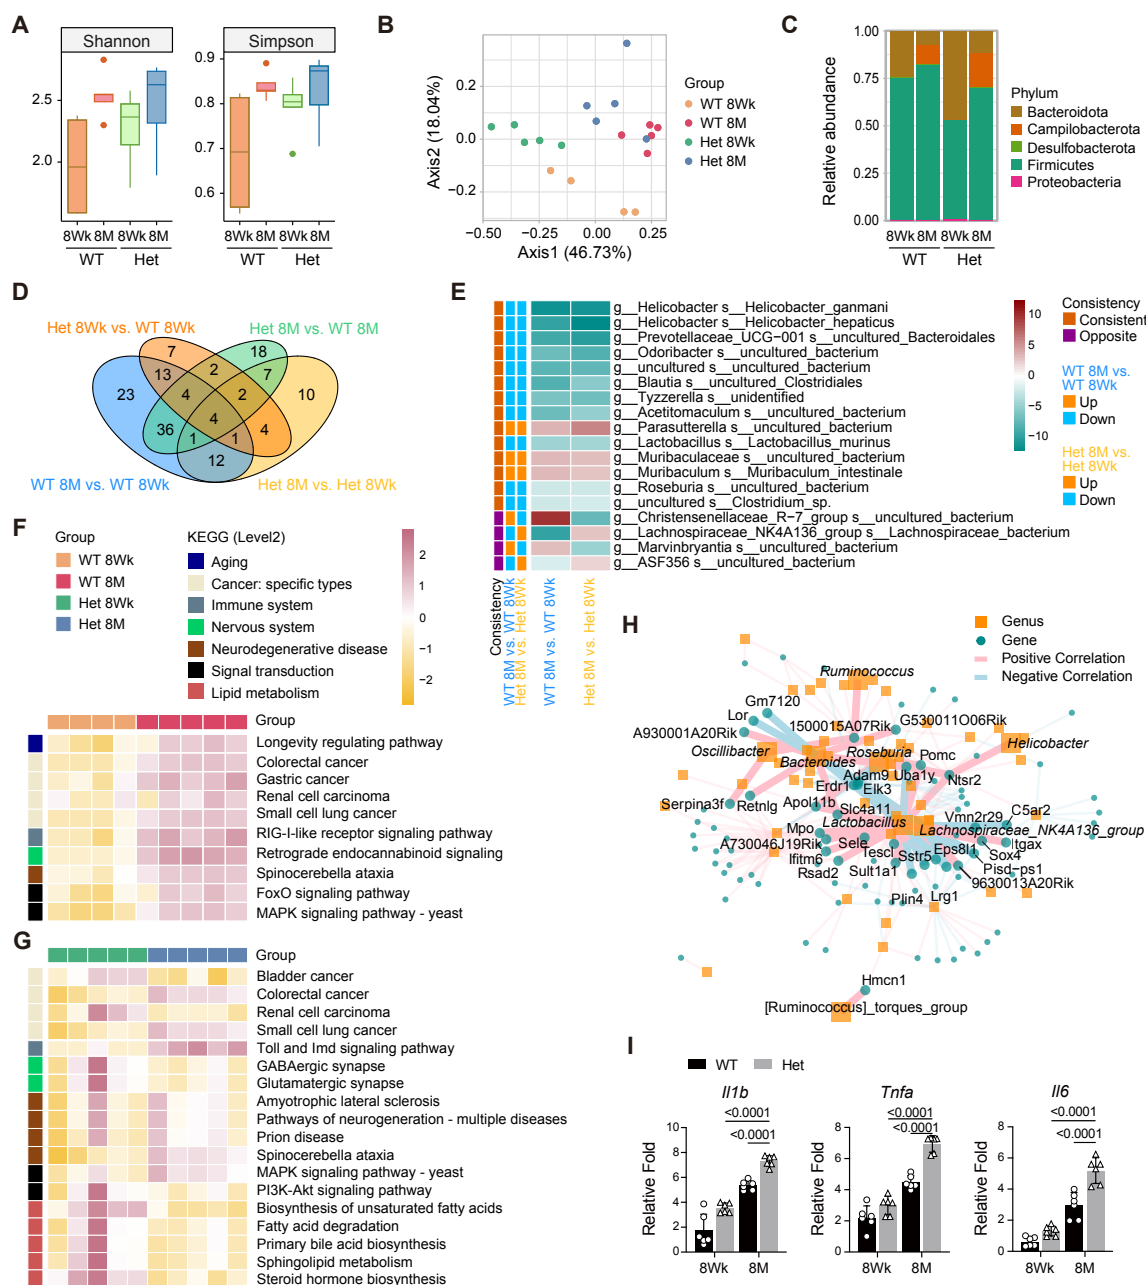 A
Shannon
Simpson
2.5
2.0
0.9
0.8
0.7
0.6
8Wk 8M 8Wk 8M
WT Het
8Wk 8M 8Wk 8M
WT Het
B
Axis2 (18.04%)
0.2
0.0
−0.2
−0.50 −0.25 0.00 0.25
Axis1 (46.73%)
Group
WT 8Wk
WT 8M
Het 8Wk
Het 8M
C
Relative abundance
1.00
0.75
0.50
0.25
0.00
8Wk 8M 8Wk 8M
WT Het
Phylum
Bacteroidota
Campilobacterota
Desulfobacterota
Firmicutes
Proteobacteria
D
Het 8Wk vs. WT 8Wk
Het 8M vs. WT 8M
7 18
23 13 2 7 10
4 2
4
36 1 1 4
12
WT 8M vs. WT 8Wk
Het 8M vs. Het 8Wk
E
g__Helicobacter s__Helicobacter_ganmani
g__Helicobacter s__Helicobacter_hepaticus
g__Prevotellaceae_UCG−001 s__uncultured_Bacteroidales
g__Odoribacter s__uncultured_bacterium
g__uncultured s__uncultured_bacterium
g__Blautia s__uncultured_Clostridiales
g__Tyzzerella s__unidentified
g__Acetitomaculum s__uncultured_bacterium
g__Parasutterella s__uncultured_bacterium
g__Lactobacillus s__Lactobacillus_murinus
g__Muribaculaceae s__uncultured_bacterium
g__Muribaculum s__Muribaculum_intestinale
g__Roseburia s__uncultured_bacterium
g__uncultured s__Clostridium_sp.
g__Christensenellaceae_R−7_group s__uncultured_bacterium
g__Lachnospiraceae_NK4A136_group s__Lachnospiraceae_bacterium
g__Marvinbryantia s__uncultured_bacterium
g__ASF356 s__uncultured_bacterium
Consistency
WT 8M vs. WT 8Wk
Het 8M vs. Het 8Wk
WT 8M vs. WT 8Wk
Het 8M vs. Het 8Wk
10
5
0
−5
−10
Consistency
Consistent
Opposite
WT 8M vs.
WT 8Wk
Up
Down
Het 8M vs.
Het 8Wk
Up
Down
F
Group
WT 8Wk
WT 8M
Het 8Wk
Het 8M
KEGG (Level2)
Aging
Cancer: specific types
Immune system
Nervous system
Neurodegenerative disease
Signal transduction
Lipid metabolism
2
1
0
−1
−2
Group
Longevity regulating pathway
Colorectal cancer
Gastric cancer
Renal cell carcinoma
Small cell lung cancer
RIG-I-like receptor signaling pathway
Retrograde endocannabinoid signaling
Spinocerebella ataxia
FoxO signaling pathway
MAPK signaling pathway - yeast
G
Group
Bladder cancer
Colorectal cancer
Renal cell carcinoma
Small cell lung cancer
Toll and Imd signaling pathway
GABAergic synapse
Glutamatergic synapse
Amyotrophic lateral sclerosis
Pathways of neurogeneration - multiple diseases
Prion disease
Spinocerebella ataxia
MAPK signaling pathway - yeast
PI3K-Akt signaling pathway
Biosynthesis of unsaturated fatty acids
Fatty acid degradation
Primary bile acid biosynthesis
Sphingolipid metabolism
Steroid hormone biosynthesis
H
Genus
Gene
Positive Correlation
Negative Correlation
Ruminococcus
Gm7120
Lor
1500015A07Rik
G530011O06Rik
A930001A20Rik
Oscillibacter
Bacteroides
Roseburia
Pomc
Helicobacter
Adam9
Uba1y
Erdr1
Elk3
Ntsr2
Serpina3f
Retnlg
Apol11b
Slc4a11
Vmn2r29
C5ar2
Lactobacillus
Lachnospiraceae_NK4A136_group
Mpo
A730046J19Rik
Sele
Itgax
Ifitm6
Tescl
Sstr5
Eps8l1
Sox4
Rsad2
Sult1a1
Pisd−ps1
9630013A20Rik
Plin4
Lrg1
Hmcn1
[Ruminococcus]_torques_group
I
WT
Het
Il1b
<0.0001
<0.0001
Relative Fold
10
8
6
4
2
0
8Wk 8M
Tnfa
<0.0001
<0.0001
Relative Fold
8
6
4
2
0
8Wk 8M
Il6
<0.0001
<0.0001
Relative Fold
8
6
4
2
0
8Wk 8M